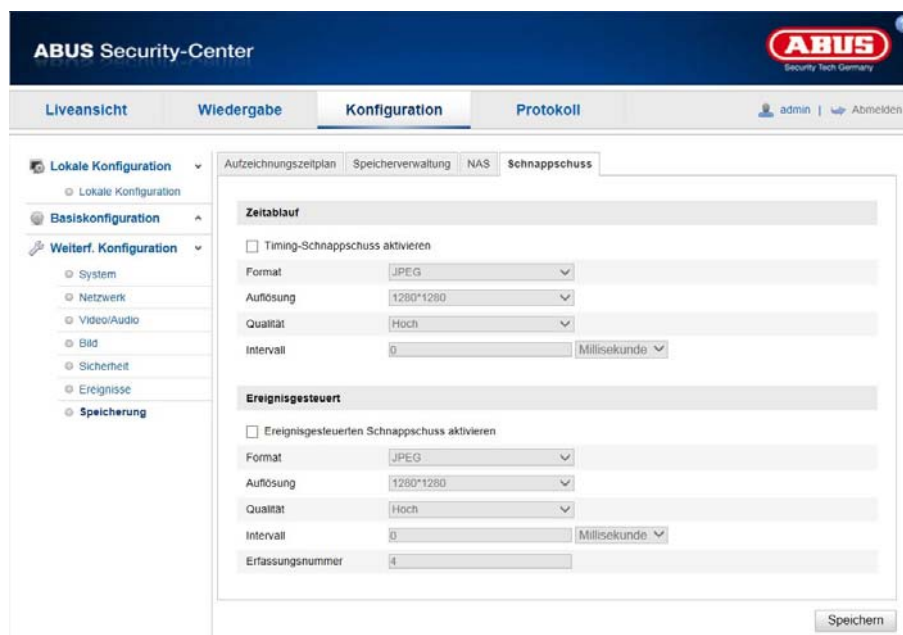 ABUS Security-Center
ABUS
Security Tech Germany
Liveansicht
Wiedergabe
Konfiguration
Protokoll
admin | Abmelden
Lokale Konfiguration
Lokale Konfiguration
Basiskonfiguration
Weiterf. Konfiguration
System
Netzwerk
Video/Audio
Bild
Sicherheit
Ereignisse
Speicherung
Aufzeichnungszeitplan
Speicherverwaltung
NAS
Schnappschuss
Zeitablauf
Timing-Schnappschuss aktivieren
Format JPEG
Auflösung 1280*1280
Qualität Hoch
Intervall 0 Millisekunde
Ereignisgesteuert
Ereignisgesteuerten Schnappschuss aktivieren
Format JPEG
Auflösung 1280*1280
Qualität Hoch
Intervall 0 Millisekunde
Erfassungsnummer 4
Speichern